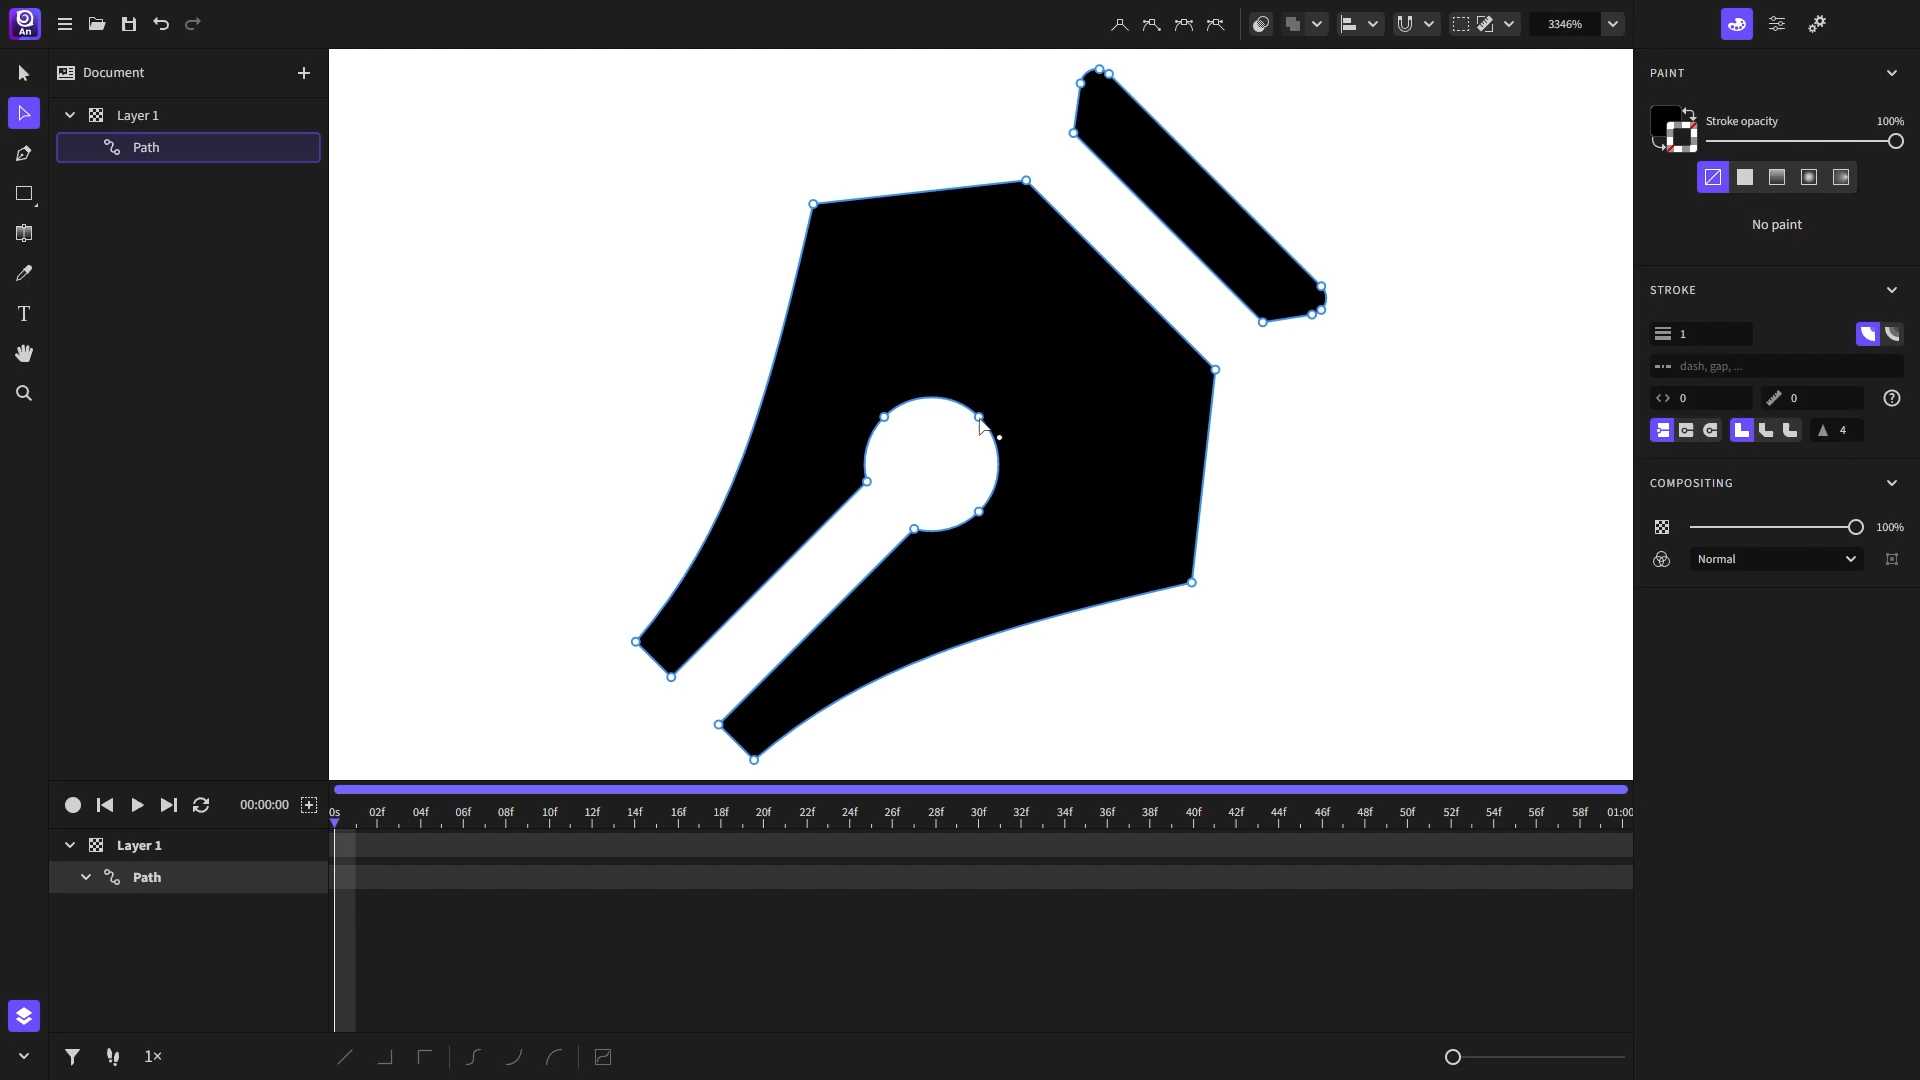 An
3346%
Document
PAINT
Layer 1
Stroke opacity
100%
Path
No paint
T
STROKE
1
dash, gap, ...
0
0
4
COMPOSITING
100%
Normal
00:00:00
0s 02f 04f 06f 08f 10f 12f 14f 16f 18f 20f 22f 24f 26f 28f 30f 32f 34f 36f 38f 40f 42f 44f 46f 48f 50f 52f 54f 56f 58f 01:00
Layer 1
Path
1×